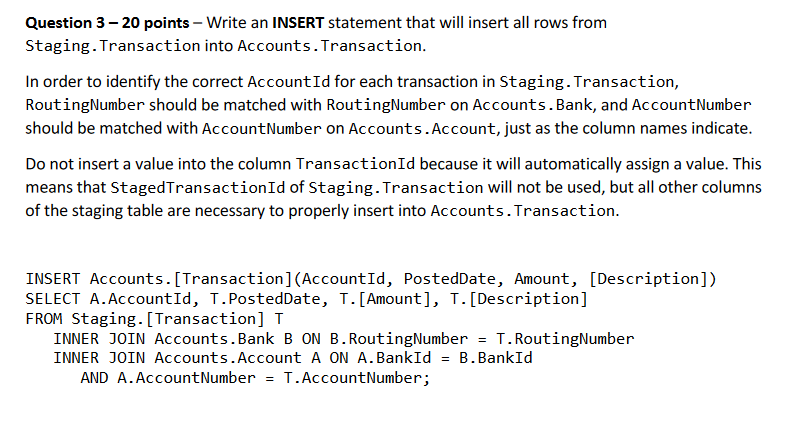 Question 3 – 20 points – Write an INSERT statement that will insert all rows from
Staging.Transaction into Accounts.Transaction.
In order to identify the correct AccountId for each transaction in Staging.Transaction,
RoutingNumber should be matched with RoutingNumber on Accounts.Bank, and AccountNumber
should be matched with AccountNumber on Accounts.Account, just as the column names indicate.
Do not insert a value into the column TransactionId because it will automatically assign a value. This
means that StagedTransactionId of Staging.Transaction will not be used, but all other columns
of the staging table are necessary to properly insert into Accounts.Transaction.
INSERT Accounts.[Transaction](AccountId, PostedDate, Amount, [Description])
SELECT A.AccountId, T.PostedDate, T.[Amount], T.[Description]
FROM Staging.[Transaction] T
INNER JOIN Accounts.Bank B ON B.RoutingNumber = T.RoutingNumber
INNER JOIN Accounts.Account A ON A.BankId = B.BankId
AND A.AccountNumber = T.AccountNumber;